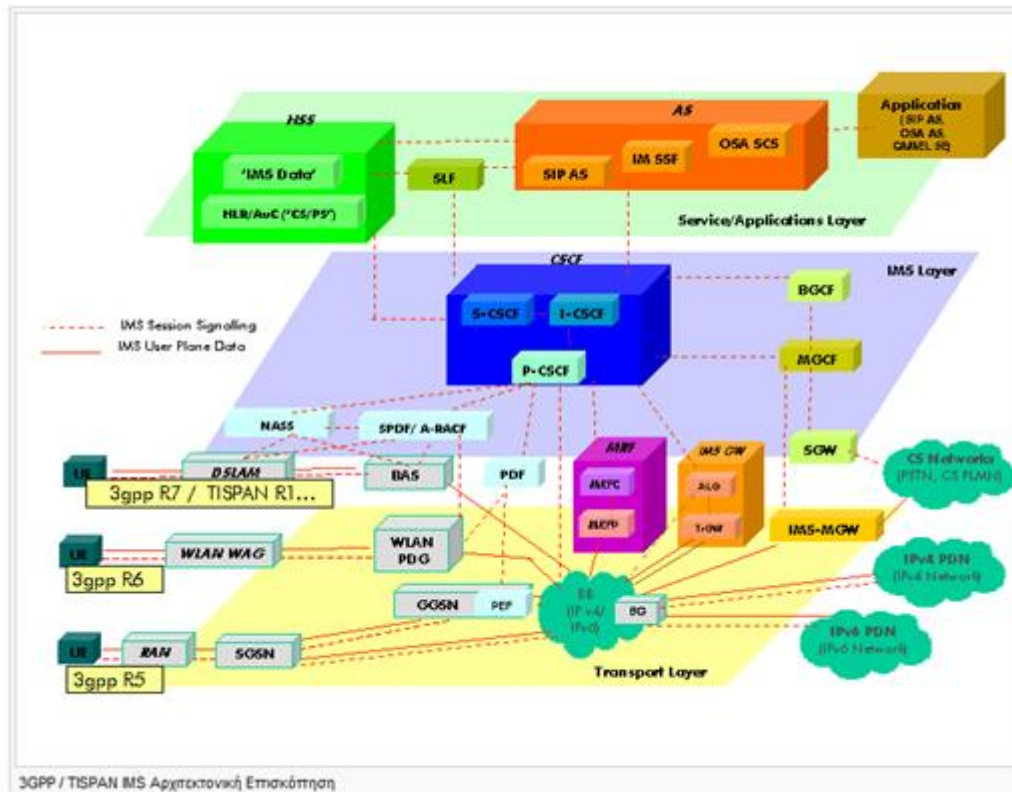 HSS
'IMS Data'
HLR/AuC ("CS/PS")
SLF
AS
SIP AS
IM SSF
OSA SCS
Application
( SIP AS,
OSA AS,
CAMEL SE)
Service/Applications Layer
IMS Layer
CSCF
S-CSCF
I-CSCF
P-CSCF
BGCF
MGCF
SGW
IMS Session Signalling
IMS User Plane Data
NASS
SPDF/ A-RACF
UE
DSLAM
BAS
PDF
3gpp R7 / TISPAN R1...
MRF
MRFC
MRFP
IMS GW
ALG
TrGW
IMS-MGW
CS Networks
(PSTN, CS PLMN)
UE
WLAN WAG
WLAN
PDG
3gpp R6
GGSN
PEF
BB
(IP v4/
IPv6)
BG
IPv4 PDN
(IPv4 Network)
IPv6 PDN
(IPv6 Network)
UE
RAN
SGSN
3gpp R5
Transport Layer
3GPP / TISPAN IMS Αρχιτεκτονική Επισκόπηση